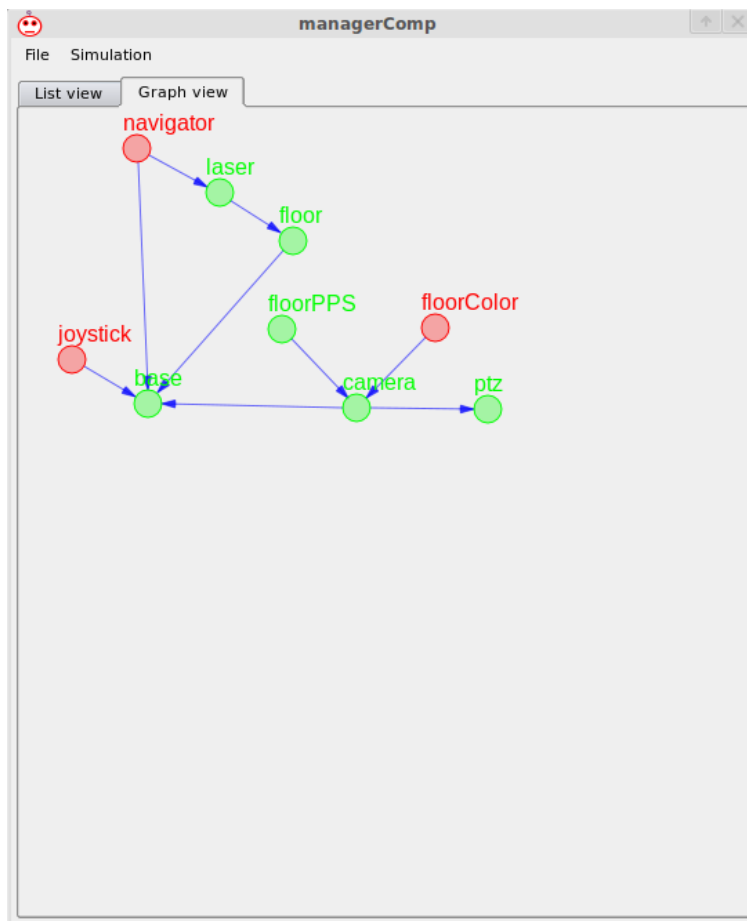 managerComp
File Simulation
List view Graph view
navigator
laser
floor
floorPPS floorColor
joystick
base camera ptz